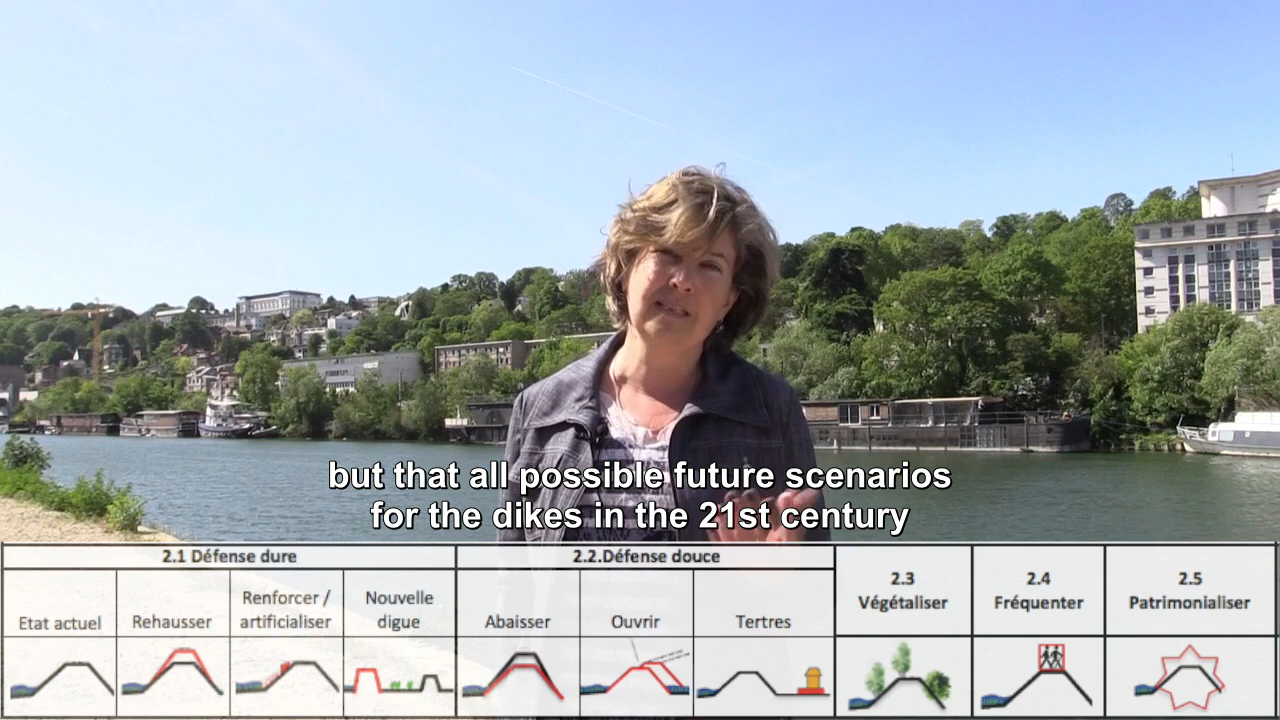 but that all possible future scenarios
for the dikes in the 21st century
2.1 Défense dure
2.2.Défense douce
2.3
Végétaliser
2.4
Fréquenter
2.5
Patrimonialiser
Etat actuel
Rehausser
Renforcer /
artificialiser
Nouvelle
digue
Abaisser
Ouvrir
Tertres